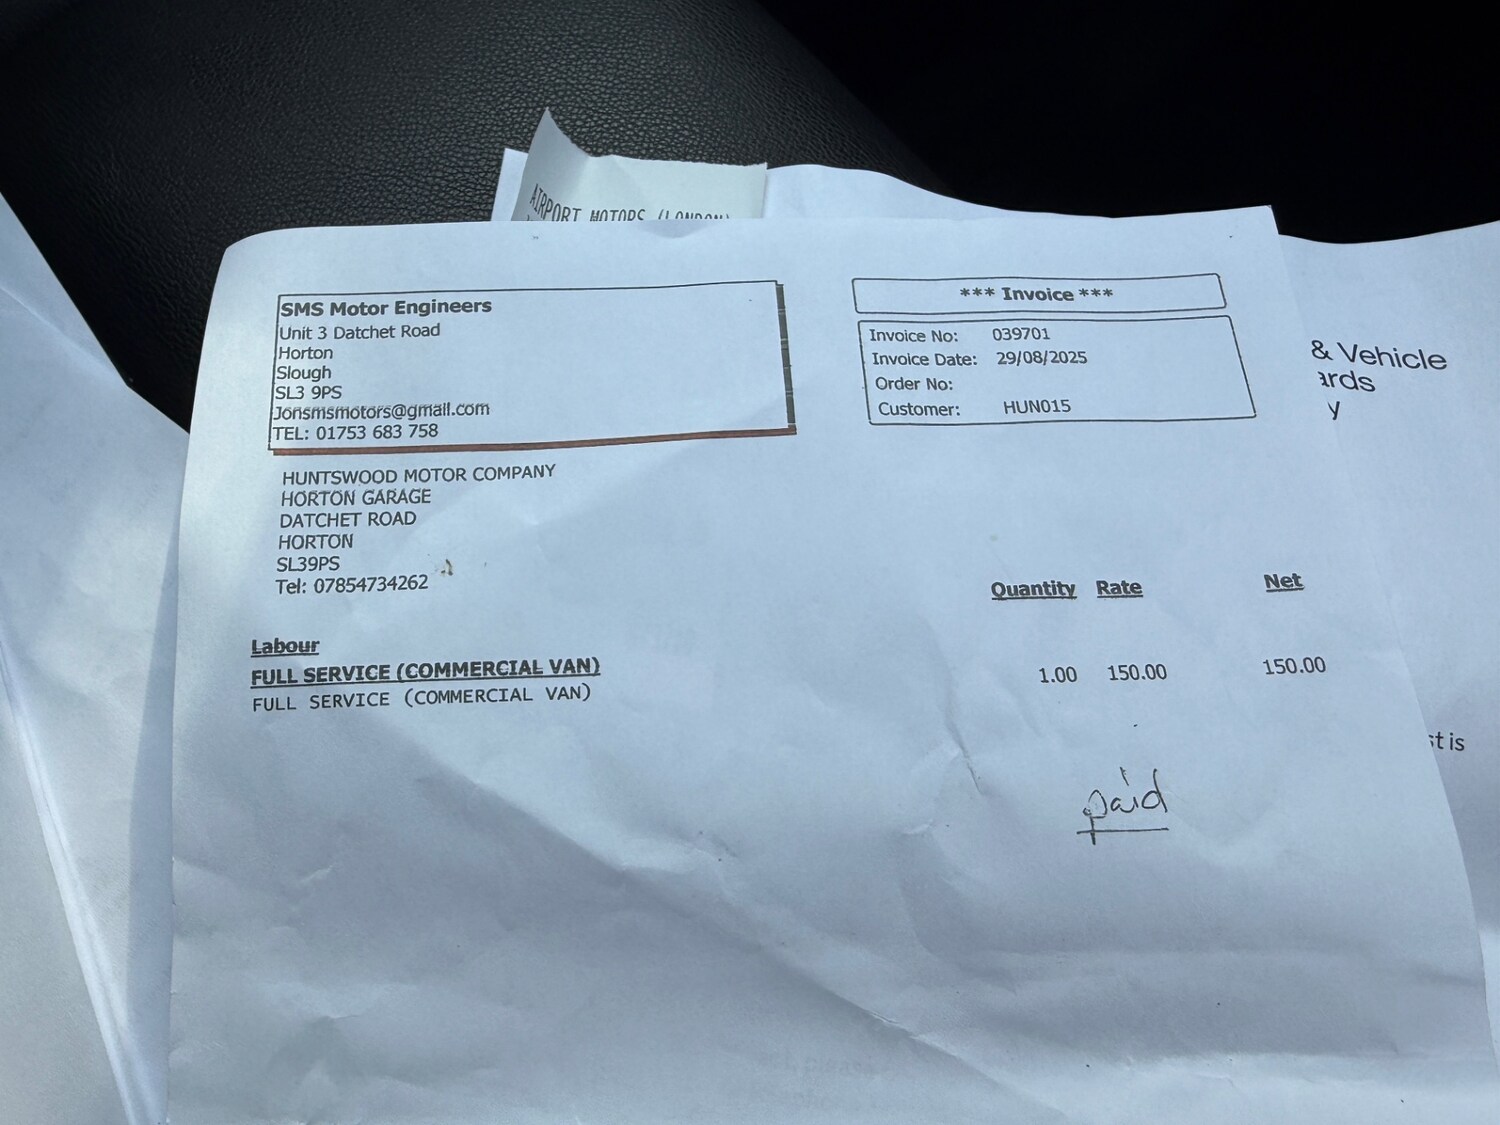 AIRPORT MOTORS (LONDON)
SMS Motor Engineers
Unit 3 Datchet Road
Horton
Slough
SL3 9PS
Jonsmsmotors@gmail.com
TEL: 01753 683 758
*** Invoice ***
Invoice No: 039701
Invoice Date: 29/08/2025
Order No:
Customer: HUN015
& Vehicle
ards
y
HUNTSWOOD MOTOR COMPANY
HORTON GARAGE
DATCHET ROAD
HORTON
SL39PS
Tel: 07854734262
Quantity Rate Net
Labour
FULL SERVICE (COMMERCIAL VAN)
FULL SERVICE (COMMERCIAL VAN)
1.00 150.00 150.00
st is
paid